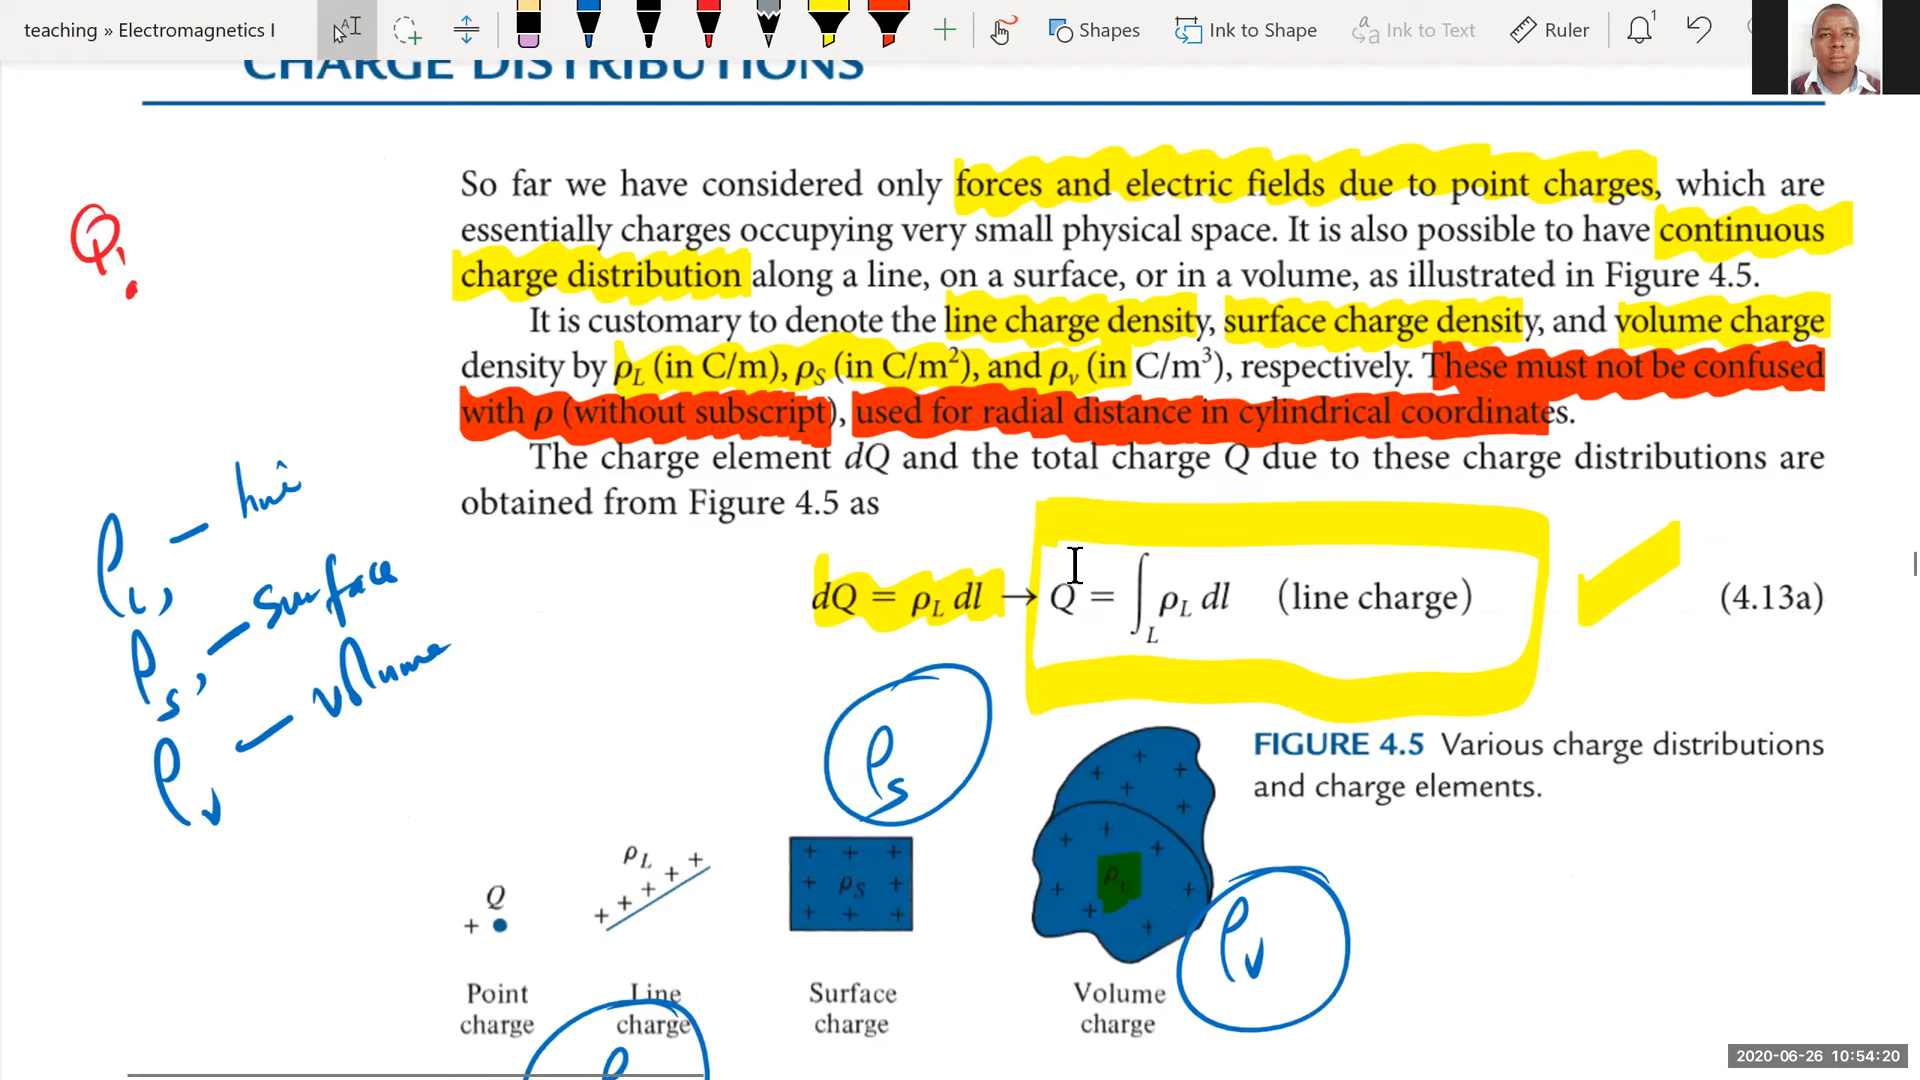 teaching » Electromagnetics I
Shapes
Ink to Shape
Ink to Text
Ruler
1
CHARGE DISTRIBUTIONS
So far we have considered only forces and electric fields due to point charges, which are
essentially charges occupying very small physical space. It is also possible to have continuous
charge distribution along a line, on a surface, or in a volume, as illustrated in Figure 4.5.
It is customary to denote the line charge density, surface charge density, and volume charge
density by ρL (in C/m), ρS (in C/m²), and ρv (in C/m³), respectively. These must not be confused
with ρ (without subscript), used for radial distance in cylindrical coordinates.
The charge element dQ and the total charge Q due to these charge distributions are
obtained from Figure 4.5 as
dQ = ρL dl → Q = ∫L ρL dl (line charge) (4.13a)
Q
ρL, – line
ρs, – surface
ρv – volume
ρs
FIGURE 4.5 Various charge distributions
and charge elements.
Q
+
ρL
+ + + + +
+ + +
+ ρS +
+ + +
+ + + + + + + + + + + + +
ρv
ρv
Point
charge
Line
charge
Surface
charge
Volume
charge
2020-06-26 10:54:20